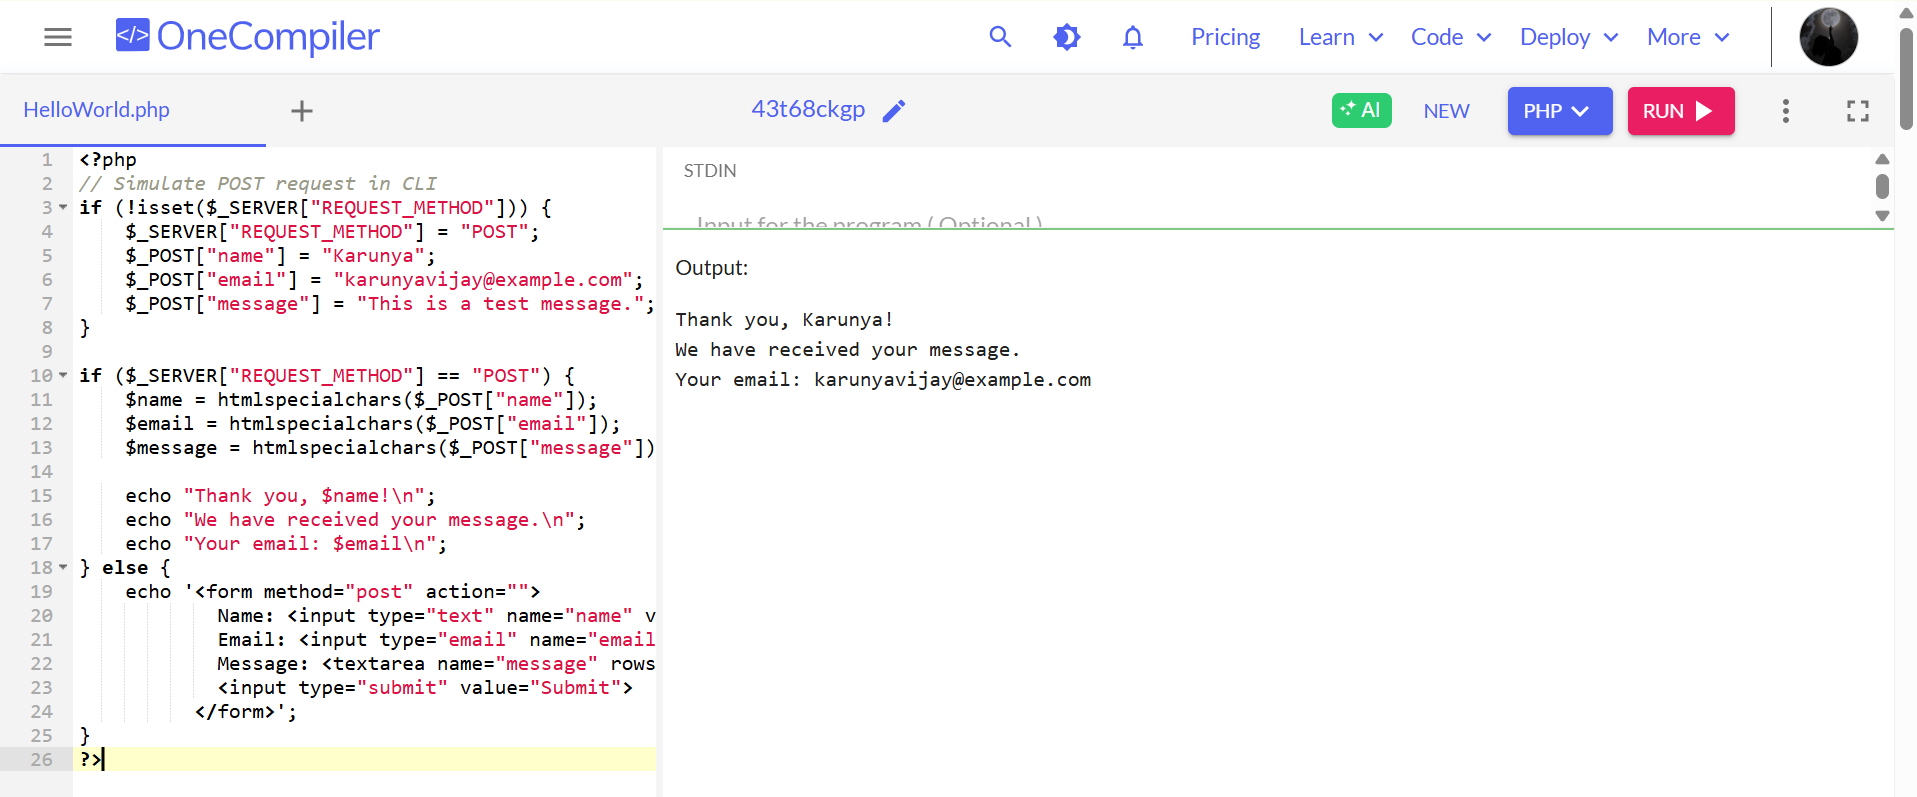 </> OneCompiler
Pricing Learn Code Deploy More
HelloWorld.php + 43t68ckgp AI NEW PHP RUN
1 <?php
2 // Simulate POST request in CLI
3 if (!isset($_SERVER["REQUEST_METHOD"])) {
4 $_SERVER["REQUEST_METHOD"] = "POST";
5 $_POST["name"] = "Karunya";
6 $_POST["email"] = "karunyavijay@example.com";
7 $_POST["message"] = "This is a test message.";
8 }
9
10 if ($_SERVER["REQUEST_METHOD"] == "POST") {
11 $name = htmlspecialchars($_POST["name"]);
12 $email = htmlspecialchars($_POST["email"]);
13 $message = htmlspecialchars($_POST["message"])
14
15 echo "Thank you, $name!\n";
16 echo "We have received your message.\n";
17 echo "Your email: $email\n";
18 } else {
19 echo '<form method="post" action="">
20 Name: <input type="text" name="name" v
21 Email: <input type="email" name="email
22 Message: <textarea name="message" rows
23 <input type="submit" value="Submit">
24 </form>';
25 }
26 ?>
STDIN
Input for the program ( Optional )
Output:
Thank you, Karunya!
We have received your message.
Your email: karunyavijay@example.com